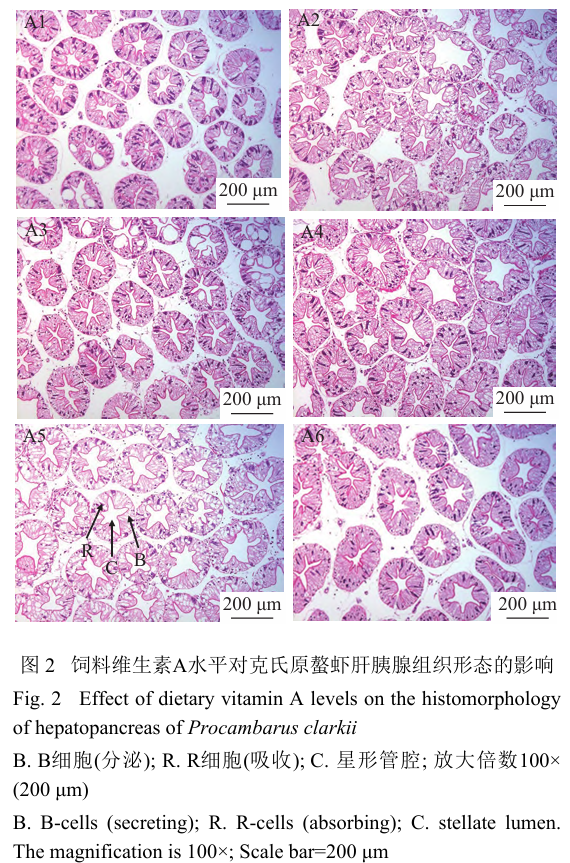 A1
A2
200 μm
200 μm
A3
A4
200 μm
200 μm
A5
A6
R
C
B
200 μm
200 μm
图 2 饲料维生素A水平对克氏原螯虾肝胰腺组织形态的影响
Fig. 2 Effect of dietary vitamin A levels on the histomorphology
of hepatopancreas of Procambarus clarkii
B. B细胞(分泌); R. R细胞(吸收); C. 星形管腔; 放大倍数100×
(200 μm)
B. B-cells (secreting); R. R-cells (absorbing); C. stellate lumen.
The magnification is 100×; Scale bar=200 μm